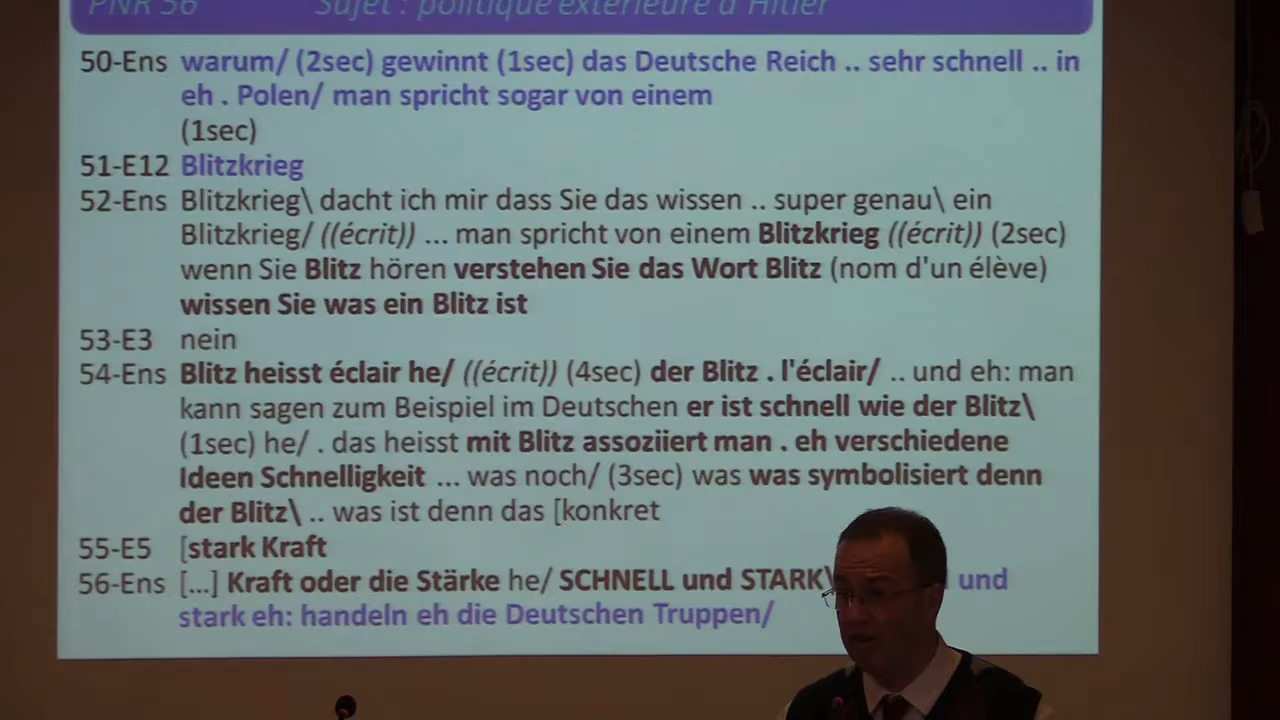 PNR 56 Sujet : politique extérieure d'Hitler
50-Ens warum/ (2sec) gewinnt (1sec) das Deutsche Reich .. sehr schnell .. in
eh . Polen/ man spricht sogar von einem
(1sec)
51-E12 Blitzkrieg
52-Ens Blitzkrieg\ dacht ich mir dass Sie das wissen .. super genau\ ein
Blitzkrieg/ ((écrit)) ... man spricht von einem Blitzkrieg ((écrit)) (2sec)
wenn Sie Blitz hören verstehen Sie das Wort Blitz (nom d'un élève)
wissen Sie was ein Blitz ist
53-E3 nein
54-Ens Blitz heisst éclair he/ ((écrit)) (4sec) der Blitz . l'éclair/ .. und eh: man
kann sagen zum Beispiel im Deutschen er ist schnell wie der Blitz\
(1sec) he/ . das heisst mit Blitz assoziiert man . eh verschiedene
Ideen Schnelligkeit ... was noch/ (3sec) was was symbolisiert denn
der Blitz\ .. was ist denn das [konkret
55-E5 [stark Kraft
56-Ens [...] Kraft oder die Stärke he/ SCHNELL und STARK\ und
stark eh: handeln eh die Deutschen Truppen/